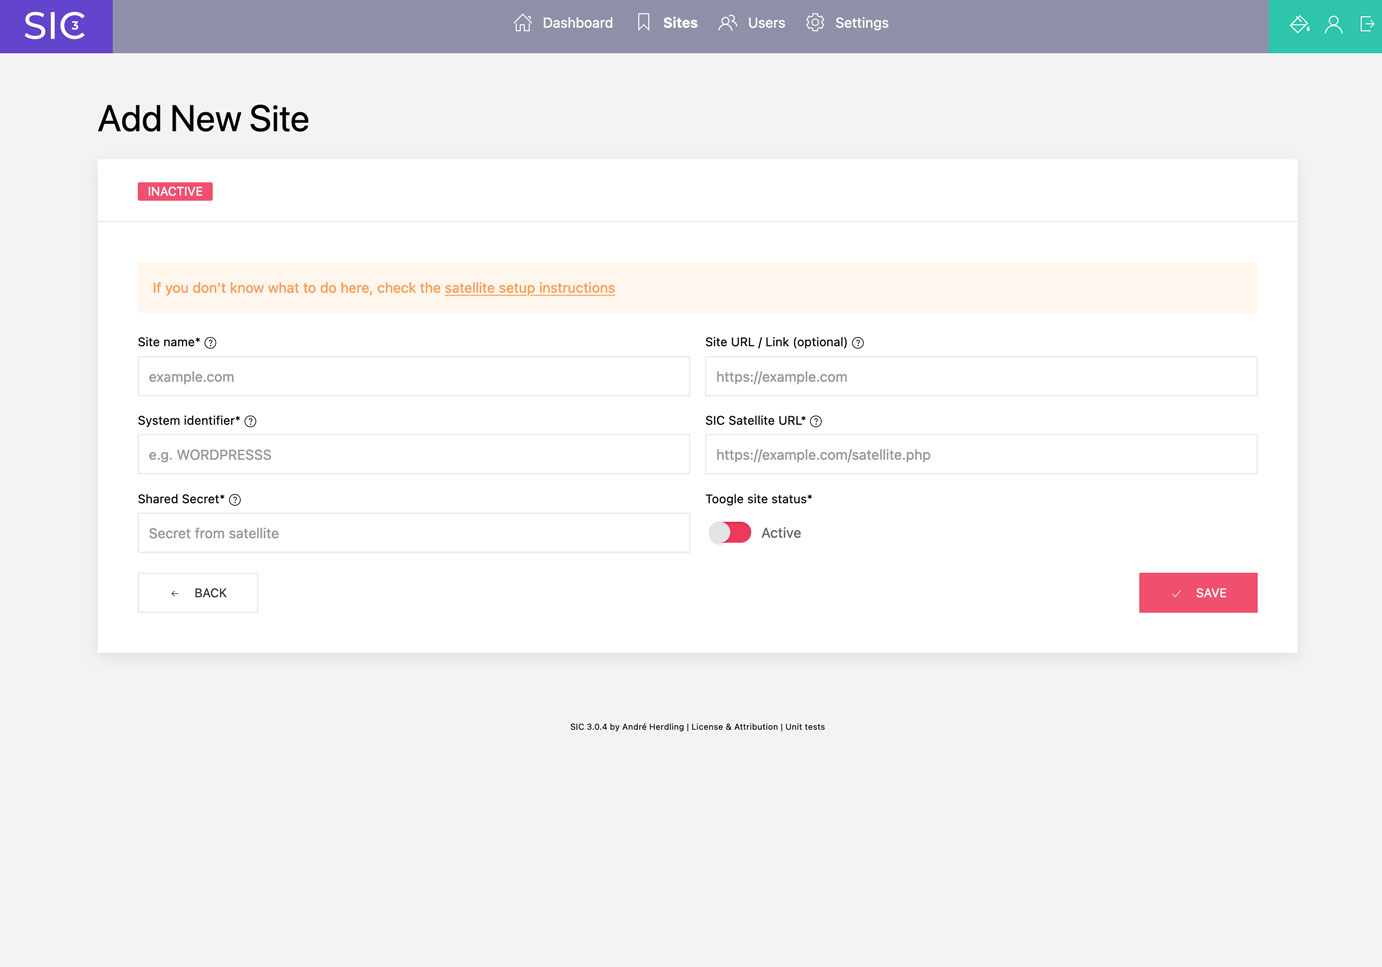 SIC 3
Dashboard
Sites
Users
Settings
Add New Site
INACTIVE
If you don't know what to do here, check the satellite setup instructions
Site name*
Site URL / Link (optional)
example.com
https://example.com
System identifier*
SIC Satellite URL*
e.g. WORDPRESSS
https://example.com/satellite.php
Shared Secret*
Toogle site status*
Secret from satellite
Active
BACK
SAVE
SIC 3.0.4 by André Herdling | License & Attribution | Unit tests